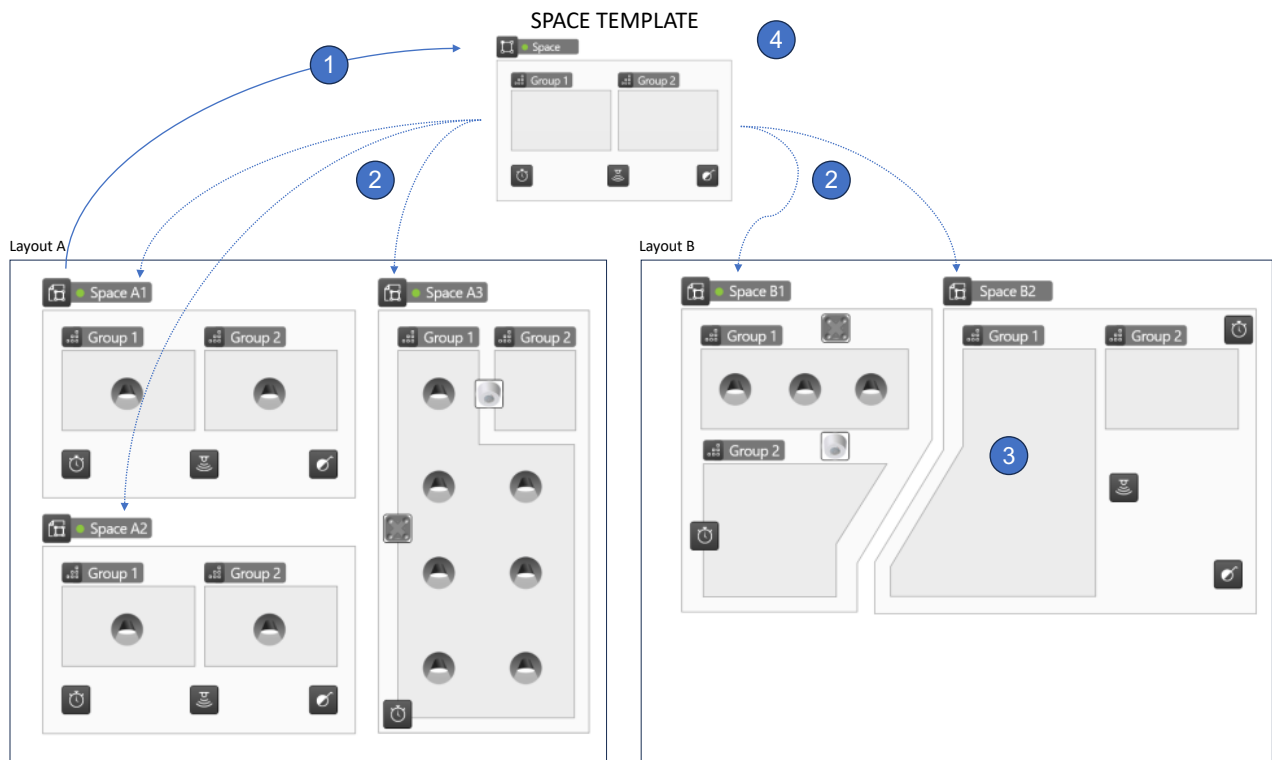 SPACE TEMPLATE
4
1
Space
Group 1 Group 2
2
2
Layout A
Layout B
Space A1
Space A3
Space B1
Space B2
Group 1 Group 2
Group 1 Group 2
Group 1
Group 1 Group 2
Group 2
3
Space A2
Group 1 Group 2